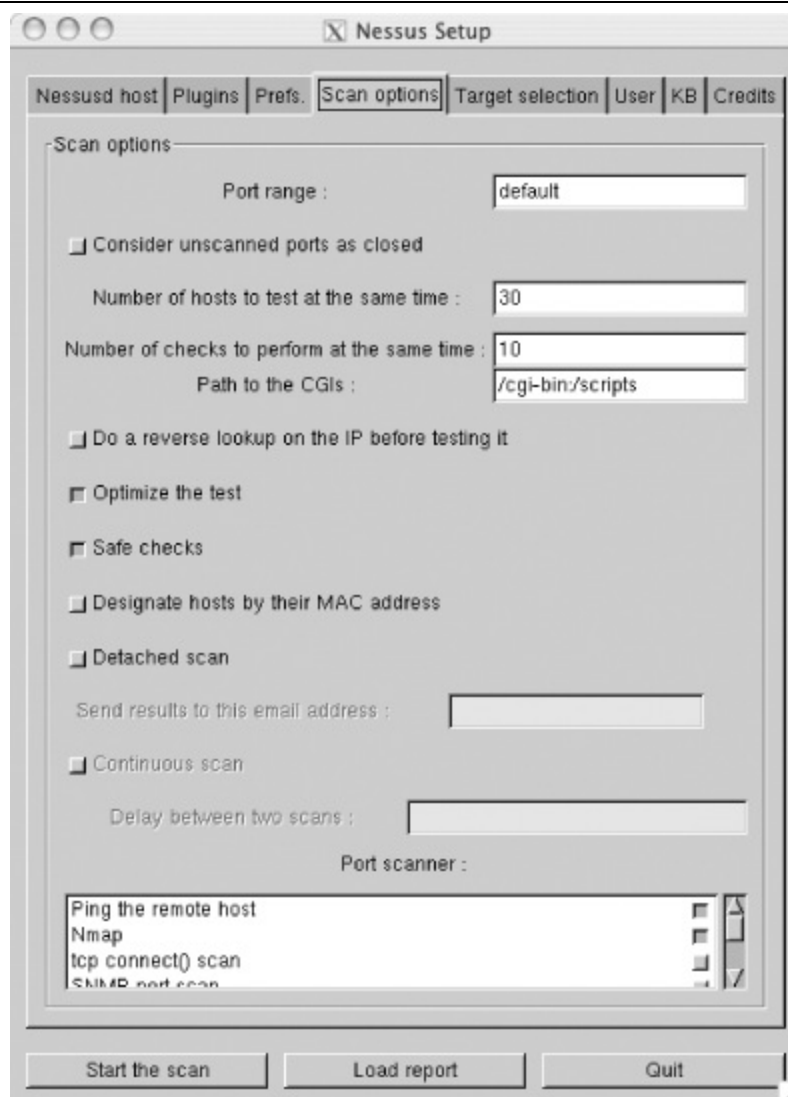 X Nessus Setup
Nessusd host Plugins Prefs. Scan options Target selection User KB Credits
Scan options
Port range : default
Consider unscanned ports as closed
Number of hosts to test at the same time : 30
Number of checks to perform at the same time : 10
Path to the CGIs : /cgi-bin:/scripts
Do a reverse lookup on the IP before testing it
Optimize the test
Safe checks
Designate hosts by their MAC address
Detached scan
Send results to this email address :
Continuous scan
Delay between two scans :
Port scanner :
Ping the remote host
Nmap
tcp connect() scan
SNMP port scan
Start the scan Load report Quit